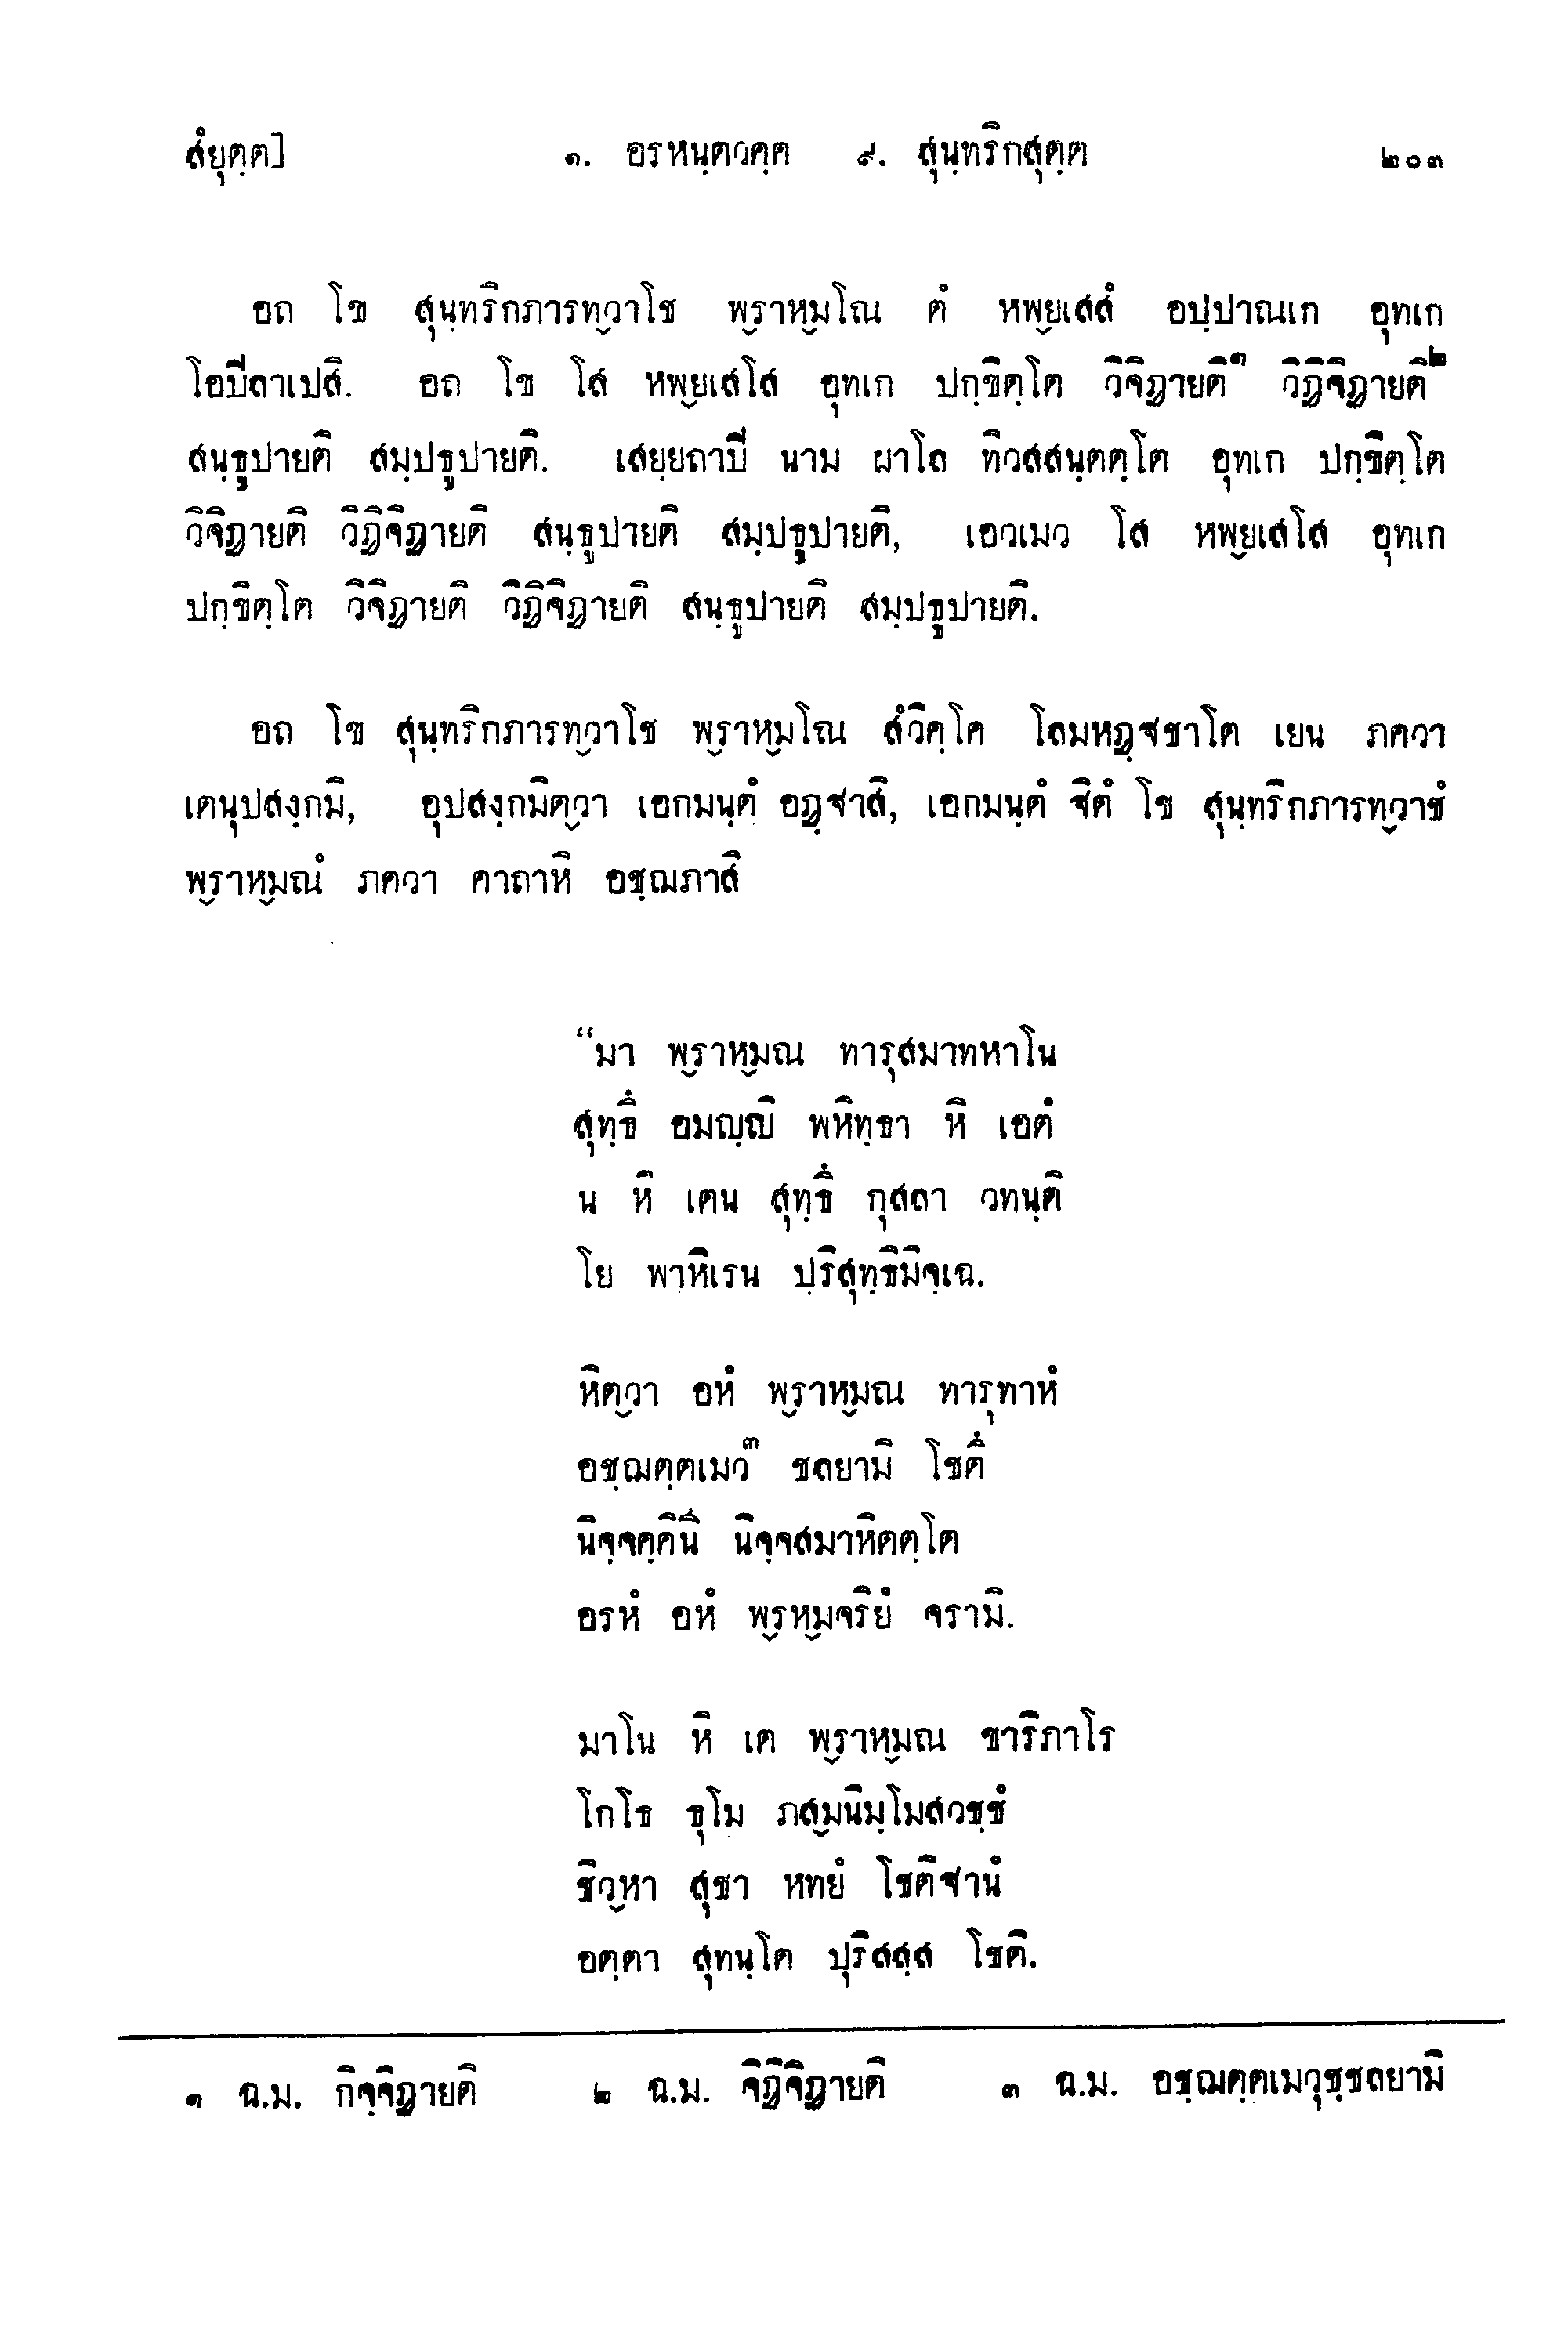 สํยุตฺต]	๑. อรหนฺตวคฺค ๙. สุนฺทริกสุตฺต	๒๐๓
อถ โข สุนฺทริกภารทฺวาโช พฺราหฺมโณ ตํ หพฺยเสสํ อปฺปาณเก อุทเก
โอปิลาเปสิ. อถ โข โส หพฺยเสโส อุทเก ปกฺขิตฺโต วิจิฏายติ๑ วิฏิจิฏายติ๒
สนฺธูปายติ สมฺปธูปายติ. เสยฺยถาปิ นาม ผาโล ทิวสสนฺตตฺโต อุทเก ปกฺขิตฺโต
วิจิฏายติ วิฏิจิฏายติ สนฺธูปายติ สมฺปธูปายติ, เอวเมว โส หพฺยเสโส อุทเก
ปกฺขิตฺโต วิจิฏายติ วิฏิจิฏายติ สนฺธูปายติ สมฺปธูปายติ.
อถ โข สุนฺทริกภารทฺวาโช พฺราหฺมโณ สํวิคฺโค โลมหฏฺฐชาโต เยน ภควา
เตนุปสงฺกมิ, อุปสงฺกมิตฺวา เอกมนฺตํ อฏฺฐาสิ, เอกมนฺตํ ฐิตํ โข สุนฺทริกภารทฺวาชํ
พฺราหฺมณํ ภควา คาถาหิ อชฺฌภาสิ
“มา พฺราหฺมณ ทารุสมาทหาโน
สุทฺธึ อมญฺญิ พหิทฺธา หิ เอตํ
น หิ เตน สุทฺธึ กุสลา วทนฺติ
โย พาหิเรน ปริสุทฺธิมิจฺเฉ.
หิตฺวา อหํ พฺราหฺมณ ทารุทาหํ
อชฺฌตฺตเมว๓ ชลยามิ โชตึ
นิจฺจคฺคินี นิจฺจสมาหิตตฺโต
อรหํ อหํ พฺรหฺมจริยํ จรามิ.
มาโน หิ เต พฺราหฺมณ ขาริภาโร
โกโธ ธุโม ภสฺมนิมฺโมสวชฺชํ
ชิวฺหา สุชา หทยํ โชติฐานํ
อตฺตา สุทนฺโต ปุริสสฺส โชติ.
๑ ฉ.ม. กิจฺจิฏายติ	๒ ฉ.ม. จิฏิจิฏายติ	๓ ฉ.ม. อชฺฌตฺตเมวุชฺชลยามิ